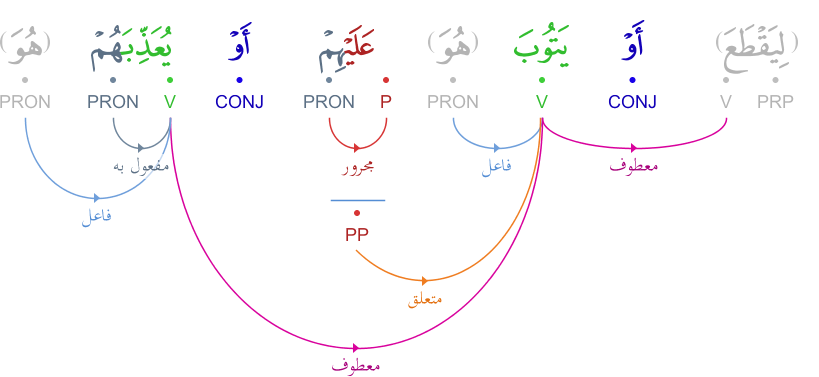 (لِيَقْطَعَ) أَوْ يَتُوبَ (هُوَ) عَلَيْهِمْ أَوْ يُعَذِّبَهُمْ (هُوَ)
PRON PRON V CONJ PRON P PRON V CONJ V PRP
معطوف
فاعل
مجرور
مفعول به
فاعل
PP
متعلق
معطوف